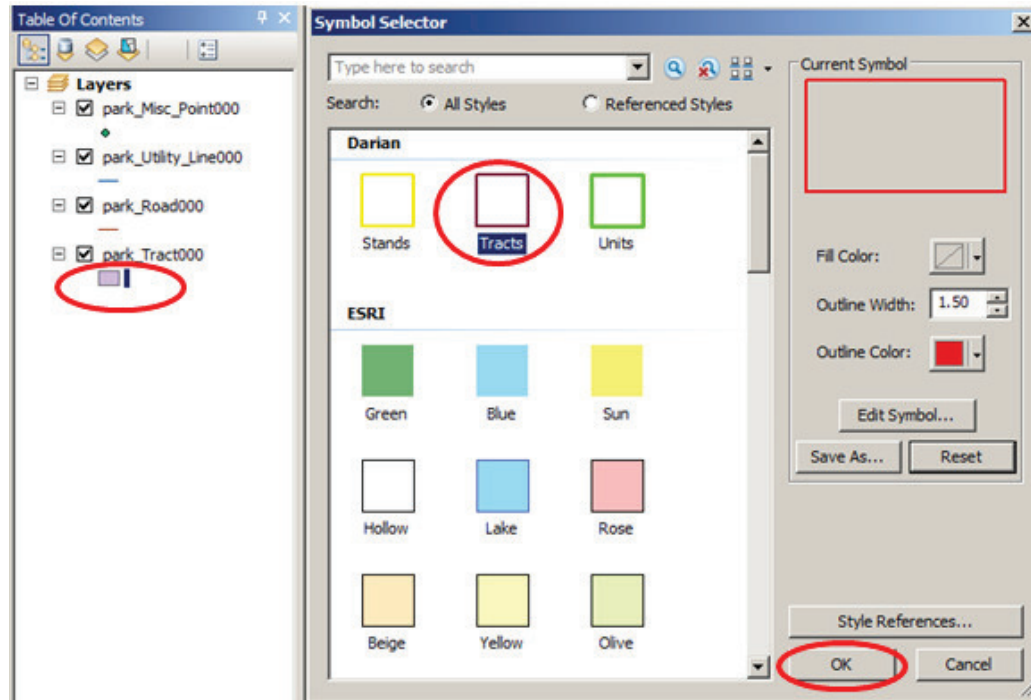 Table Of Contents
Layers
park_Misc_Point000
park_Utility_Line000
park_Road000
park_Tract000
Symbol Selector
Type here to search
Search: All Styles Referenced Styles
Darian
Stands Tracts Units
ESRI
Green Blue Sun
Hollow Lake Rose
Beige Yellow Olive
Current Symbol
Fill Color:
Outline Width: 1.50
Outline Color:
Edit Symbol...
Save As... Reset
Style References...
OK Cancel